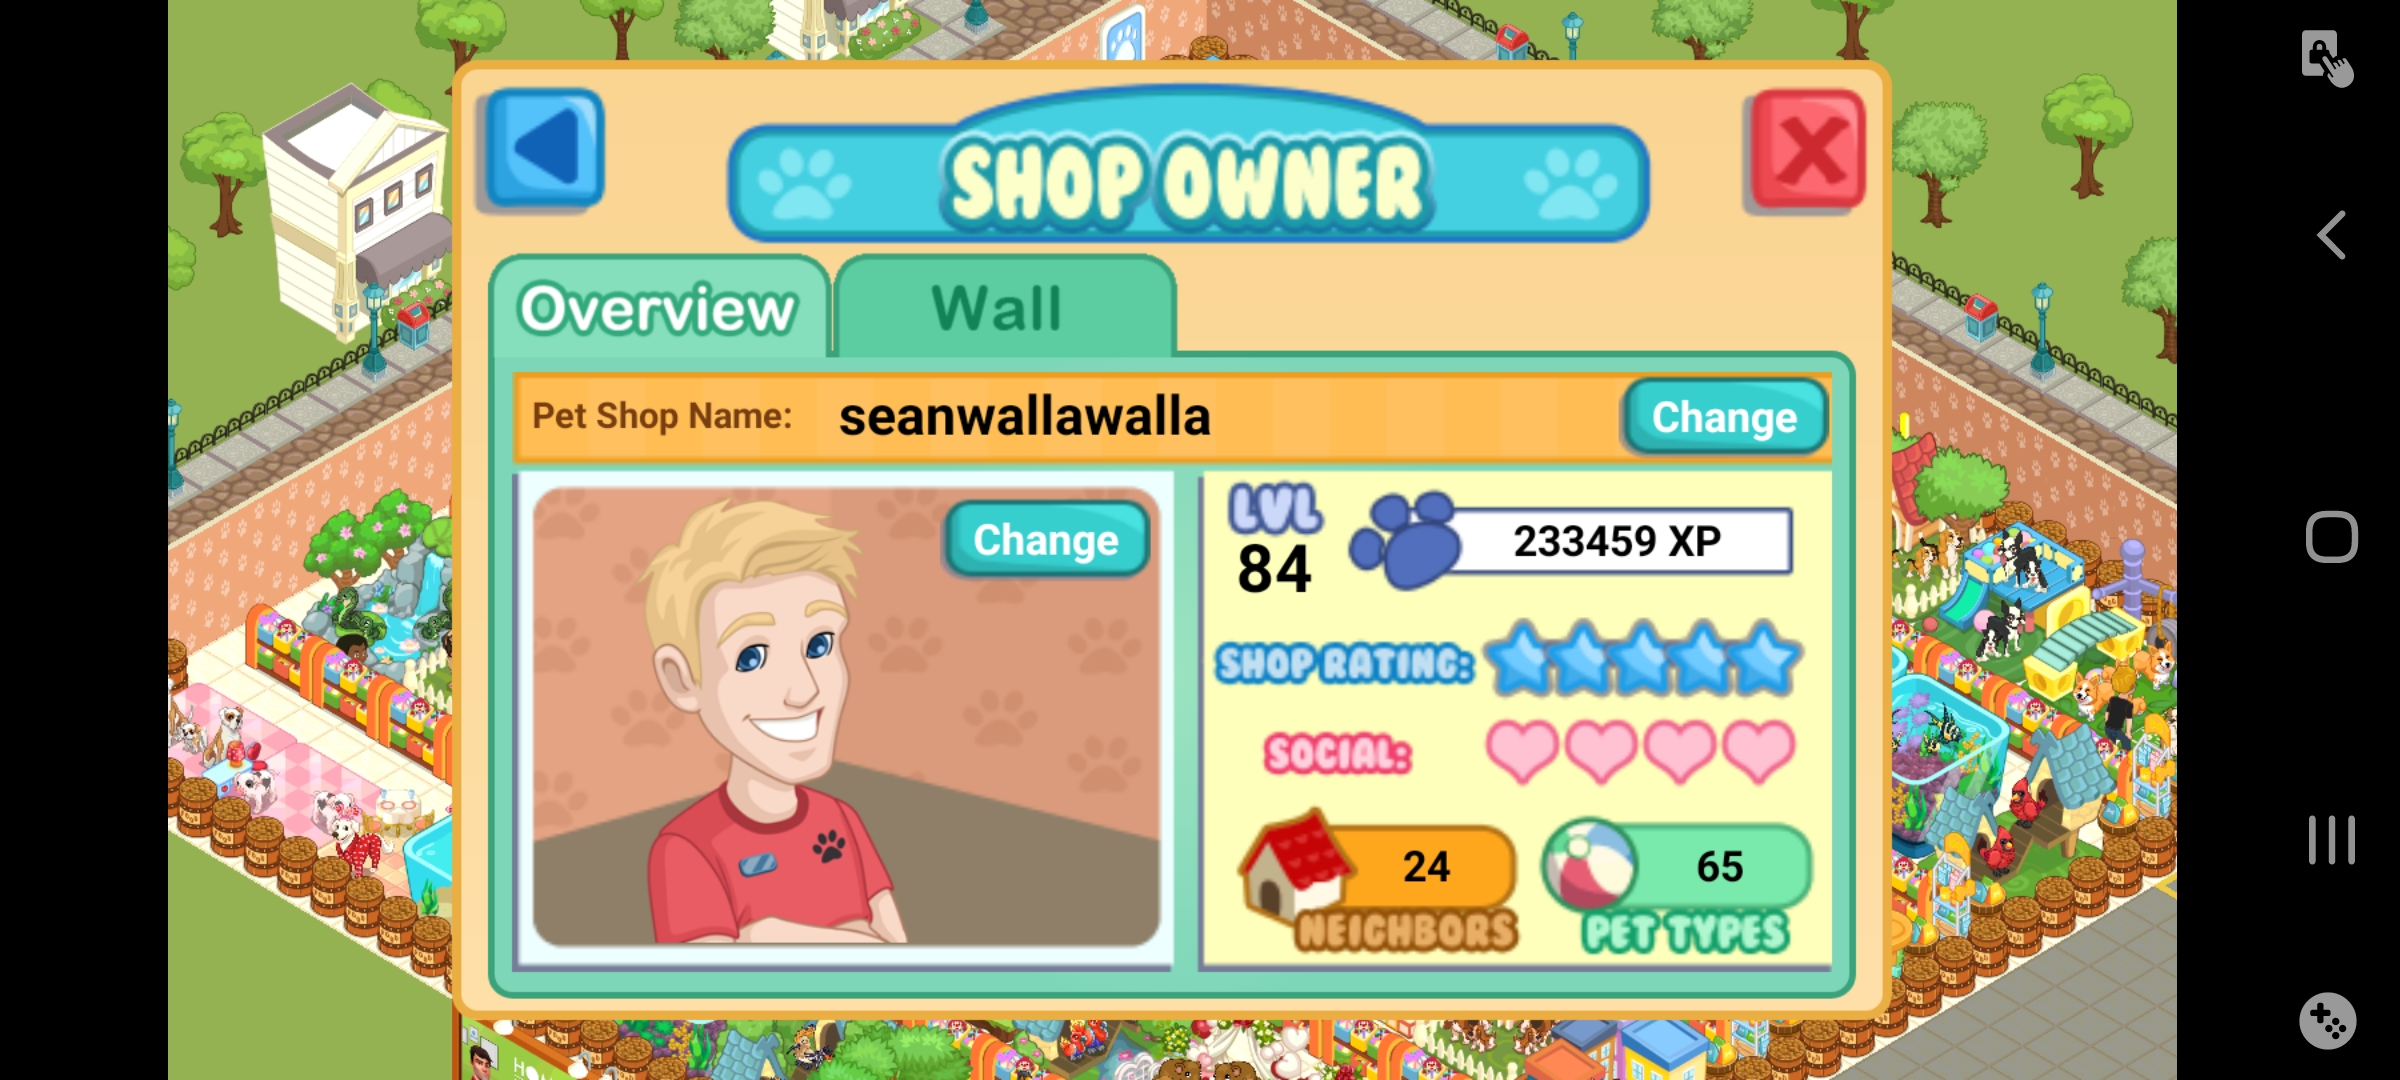 SHOP OWNER
Overview
Wall
Pet Shop Name:
seanwallawalla
Change
Change
LVL
84
233459 XP
SHOP RATING:
SOCIAL:
24
NEIGHBORS
65
PET TYPES